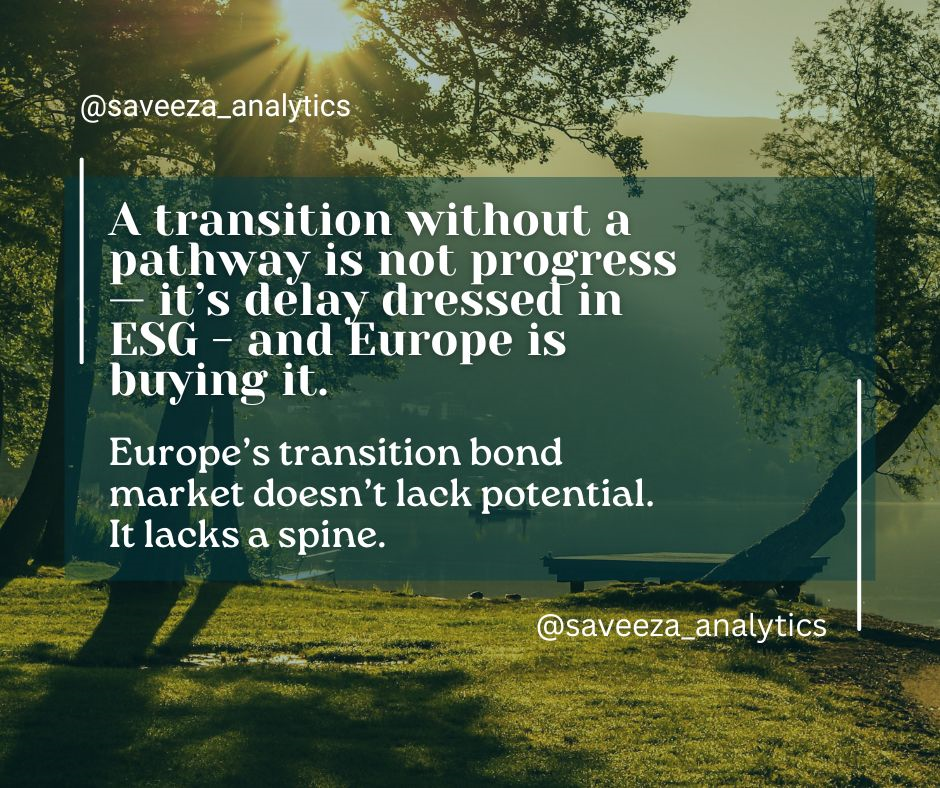 @saveeza_analytics
A transition without a
pathway is not progress
— it’s delay dressed in
ESG – and Europe is
buying it.
Europe’s transition bond
market doesn’t lack potential.
It lacks a spine.
@saveeza_analytics